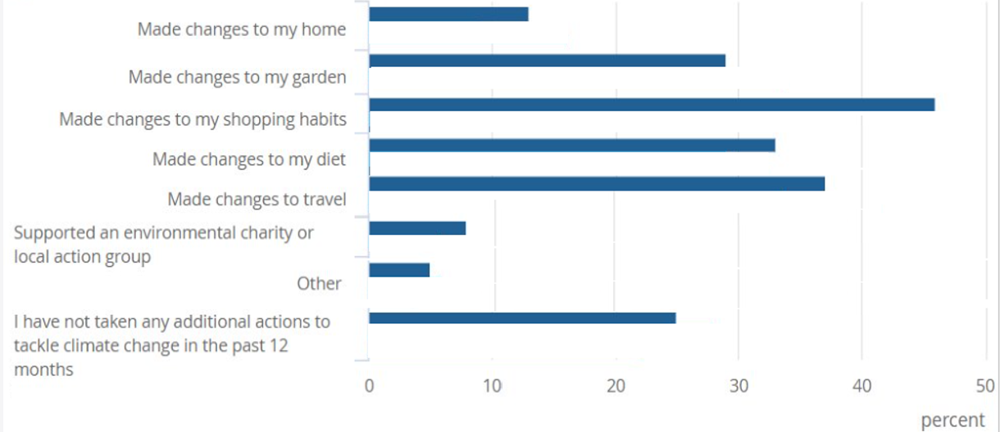 Made changes to my home
Made changes to my garden
Made changes to my shopping habits
Made changes to my diet
Made changes to travel
Supported an environmental charity or
local action group
Other
I have not taken any additional actions to
tackle climate change in the past 12
months
0 10 20 30 40 50
percent